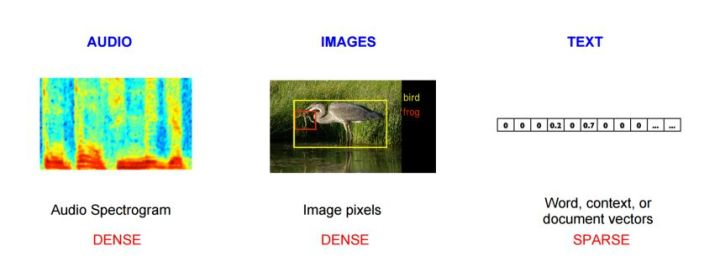 AUDIO
IMAGES
TEXT
bird
frog
0 0 0 0.2 0 0.7 0 0 0 ... ...
Audio Spectrogram
Image pixels
Word, context, or
document vectors
DENSE
DENSE
SPARSE